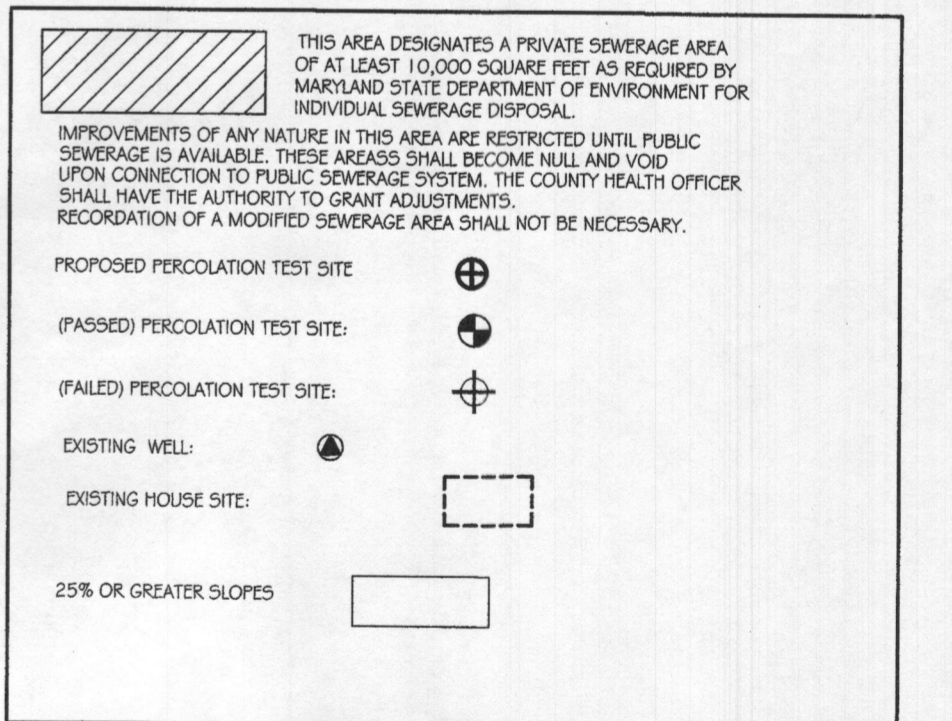 THIS AREA DESIGNATES A PRIVATE SEWERAGE AREA
OF AT LEAST 10,000 SQUARE FEET AS REQUIRED BY
MARYLAND STATE DEPARTMENT OF ENVIRONMENT FOR
INDIVIDUAL SEWERAGE DISPOSAL.
IMPROVEMENTS OF ANY NATURE IN THIS AREA ARE RESTRICTED UNTIL PUBLIC
SEWERAGE IS AVAILABLE. THESE AREASS SHALL BECOME NULL AND VOID
UPON CONNECTION TO PUBLIC SEWERAGE SYSTEM. THE COUNTY HEALTH OFFICER
SHALL HAVE THE AUTHORITY TO GRANT ADJUSTMENTS.
RECORDATION OF A MODIFIED SEWERAGE AREA SHALL NOT BE NECESSARY.
PROPOSED PERCOLATION TEST SITE
(PASSED) PERCOLATION TEST SITE:
(FAILED) PERCOLATION TEST SITE:
EXISTING WELL:
EXISTING HOUSE SITE:
25% OR GREATER SLOPES